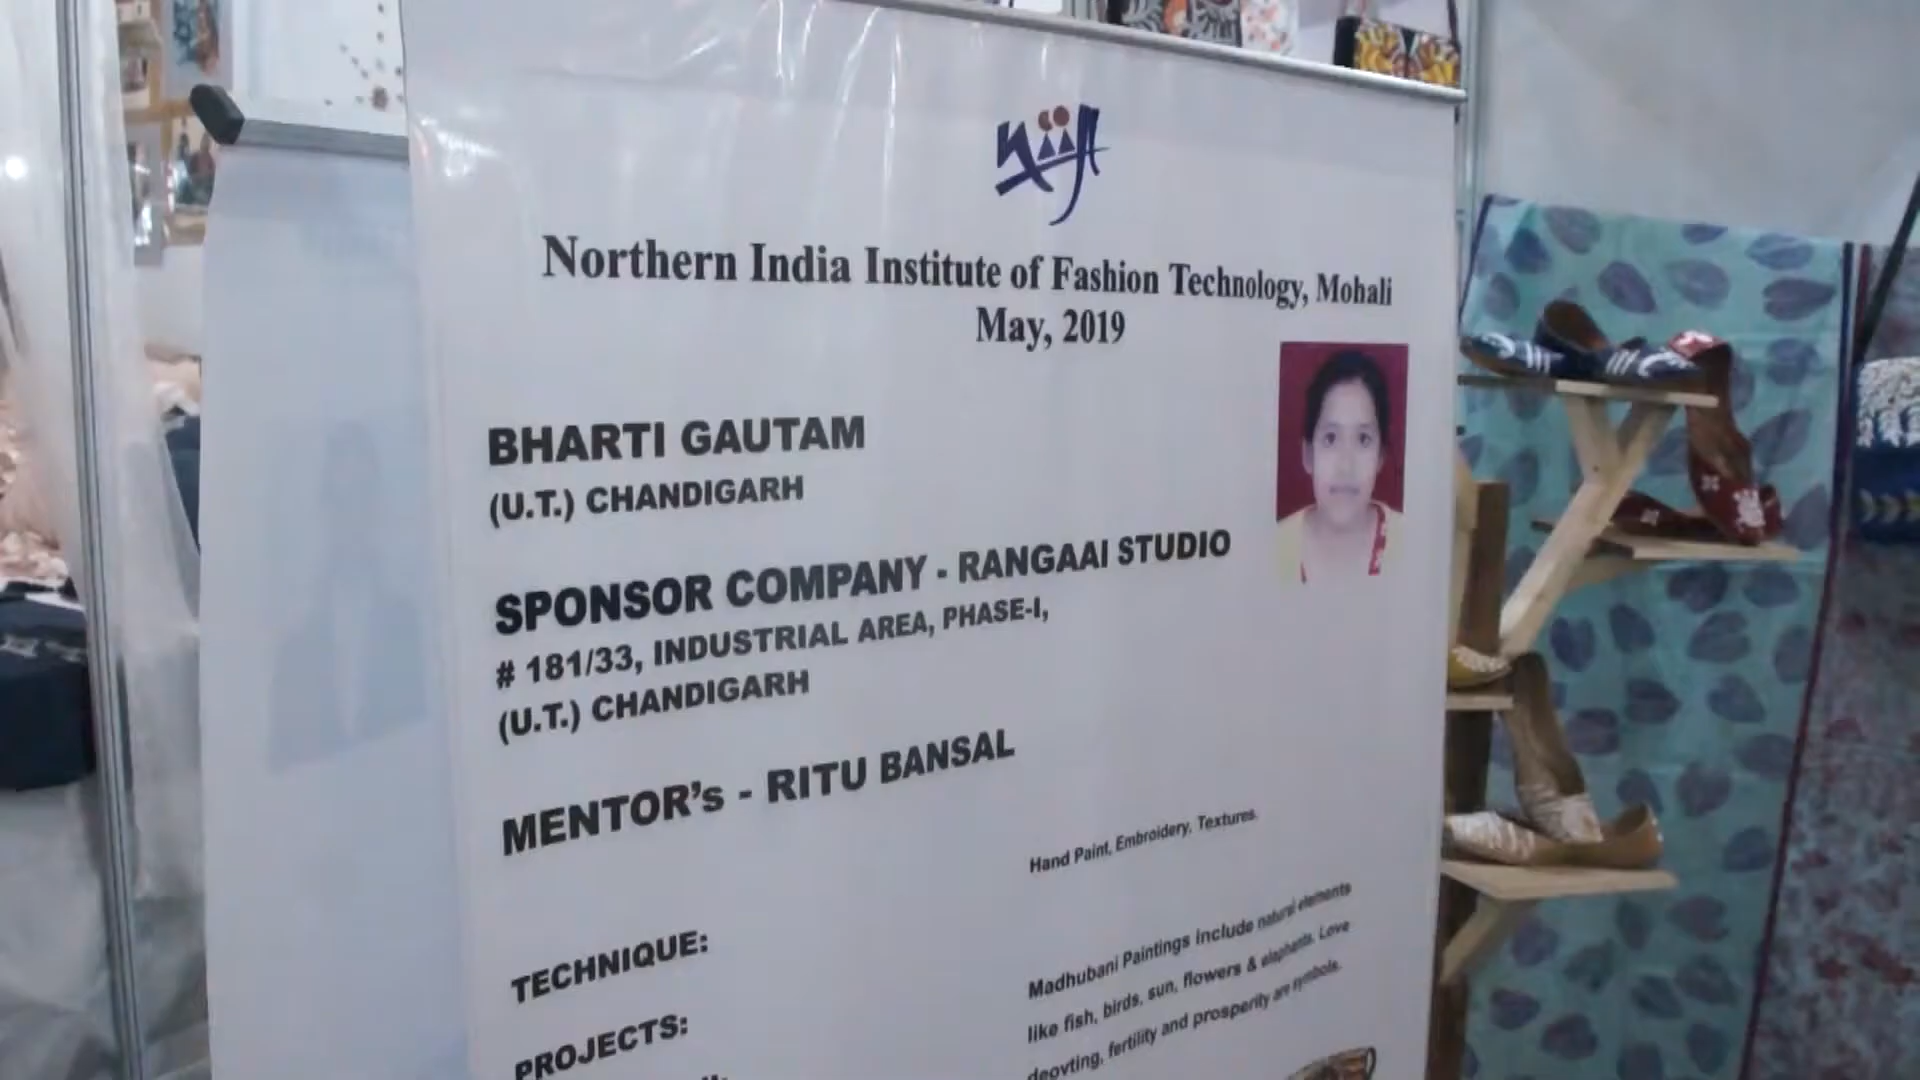 Northern India Institute of Fashion Technology, Mohali
May, 2019
BHARTI GAUTAM
(U.T.) CHANDIGARH
SPONSOR COMPANY - RANGAAI STUDIO
# 181/33, INDUSTRIAL AREA, PHASE-I,
(U.T.) CHANDIGARH
MENTOR's - RITU BANSAL
Hand Paint, Embroidery, Textures.
TECHNIQUE:
Madhubani Paintings include natural elements
like fish, birds, sun, flowers & elephants. Love
deovting, fertility and prosperity are symbols.
PROJECTS: